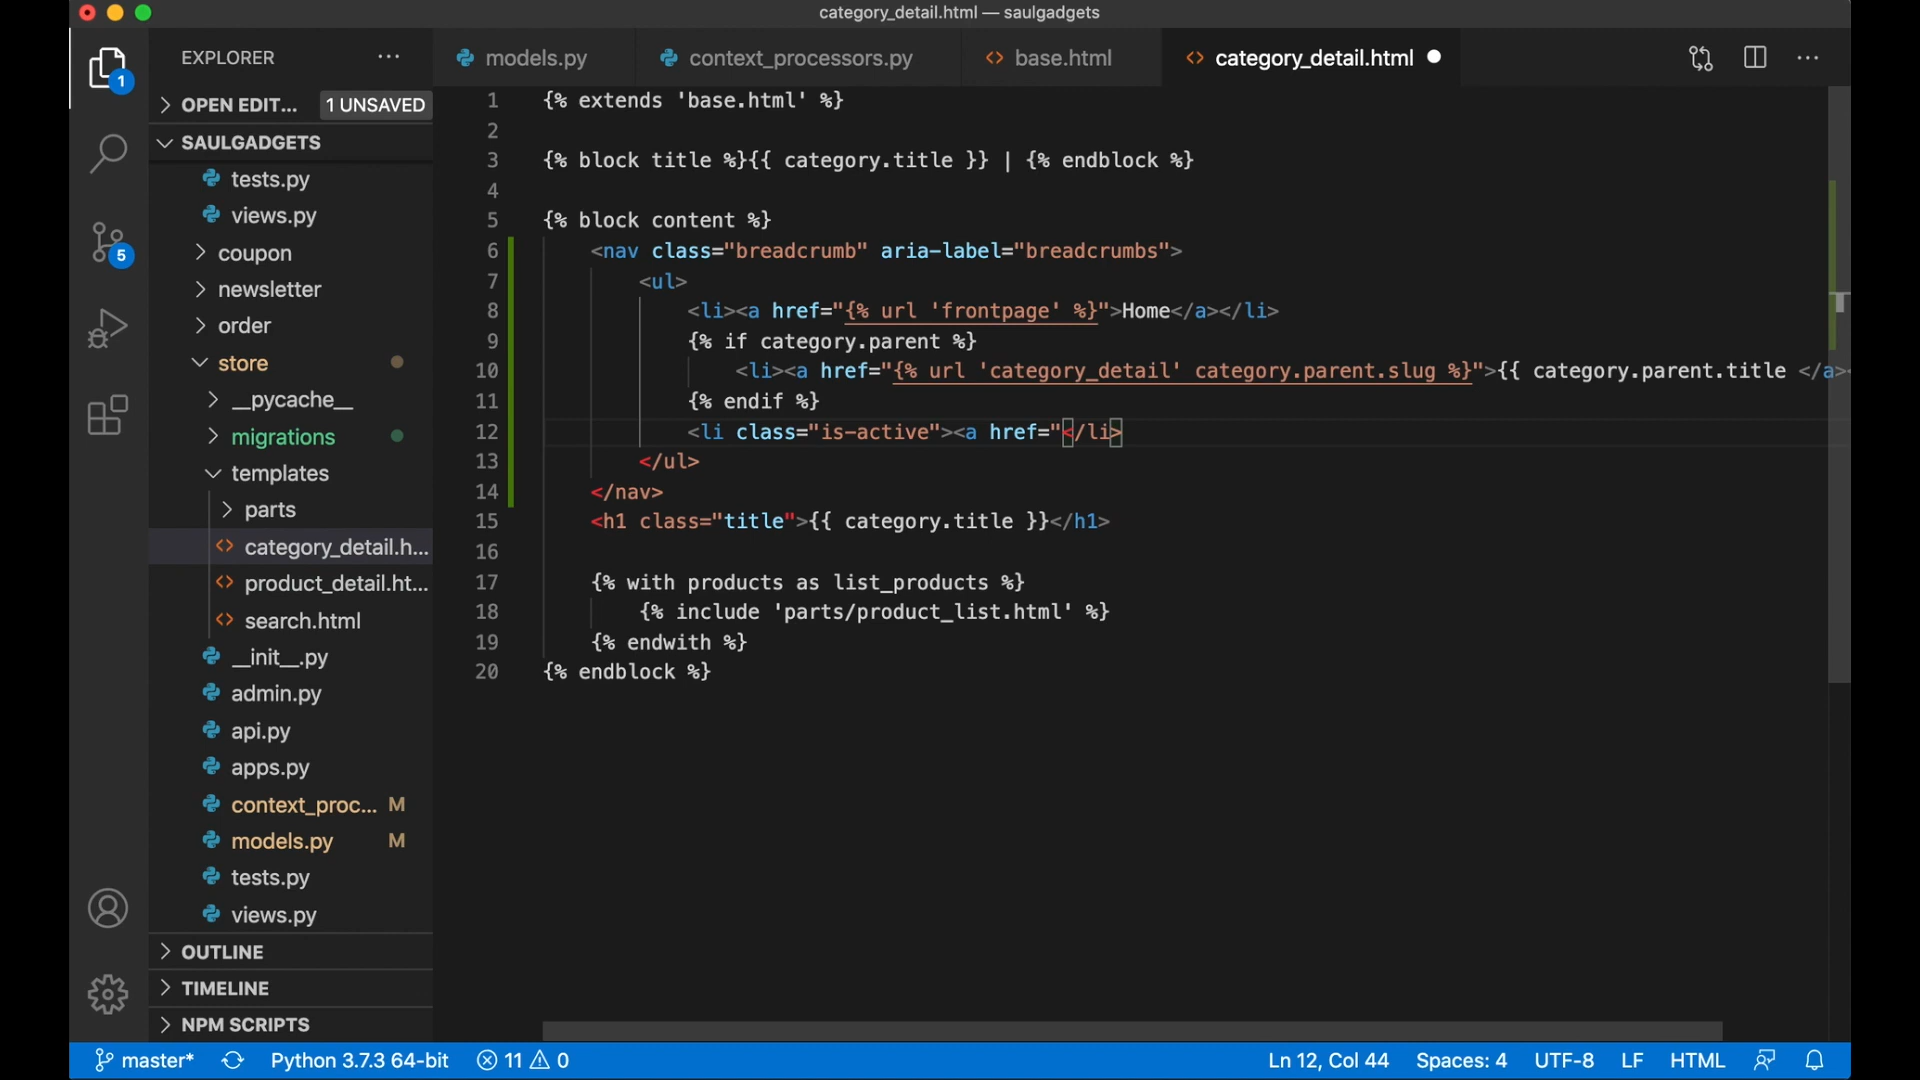 category_detail.html — saulgadgets
EXPLORER
models.py
context_processors.py
base.html
category_detail.html
1
OPEN EDIT...
1 UNSAVED
SAULGADGETS
tests.py
views.py
coupon
5
newsletter
order
store
__pycache__
migrations
templates
parts
category_detail.h...
product_detail.ht...
search.html
__init__.py
admin.py
api.py
apps.py
context_proc... M
models.py M
tests.py
views.py
OUTLINE
TIMELINE
NPM SCRIPTS
1 {% extends 'base.html' %}
2
3 {% block title %}{{ category.title }} | {% endblock %}
4
5 {% block content %}
6 <nav class="breadcrumb" aria-label="breadcrumbs">
7 <ul>
8 <li><a href="{% url 'frontpage' %}">Home</a></li>
9 {% if category.parent %}
10 <li><a href="{% url 'category_detail' category.parent.slug %}">{{ category.parent.title </a><
11 {% endif %}
12 <li class="is-active"><a href="</li>
13 </ul>
14 </nav>
15 <h1 class="title">{{ category.title }}</h1>
16
17 {% with products as list_products %}
18 {% include 'parts/product_list.html' %}
19 {% endwith %}
20 {% endblock %}
master* Python 3.7.3 64-bit 11 0 Ln 12, Col 44 Spaces: 4 UTF-8 LF HTML